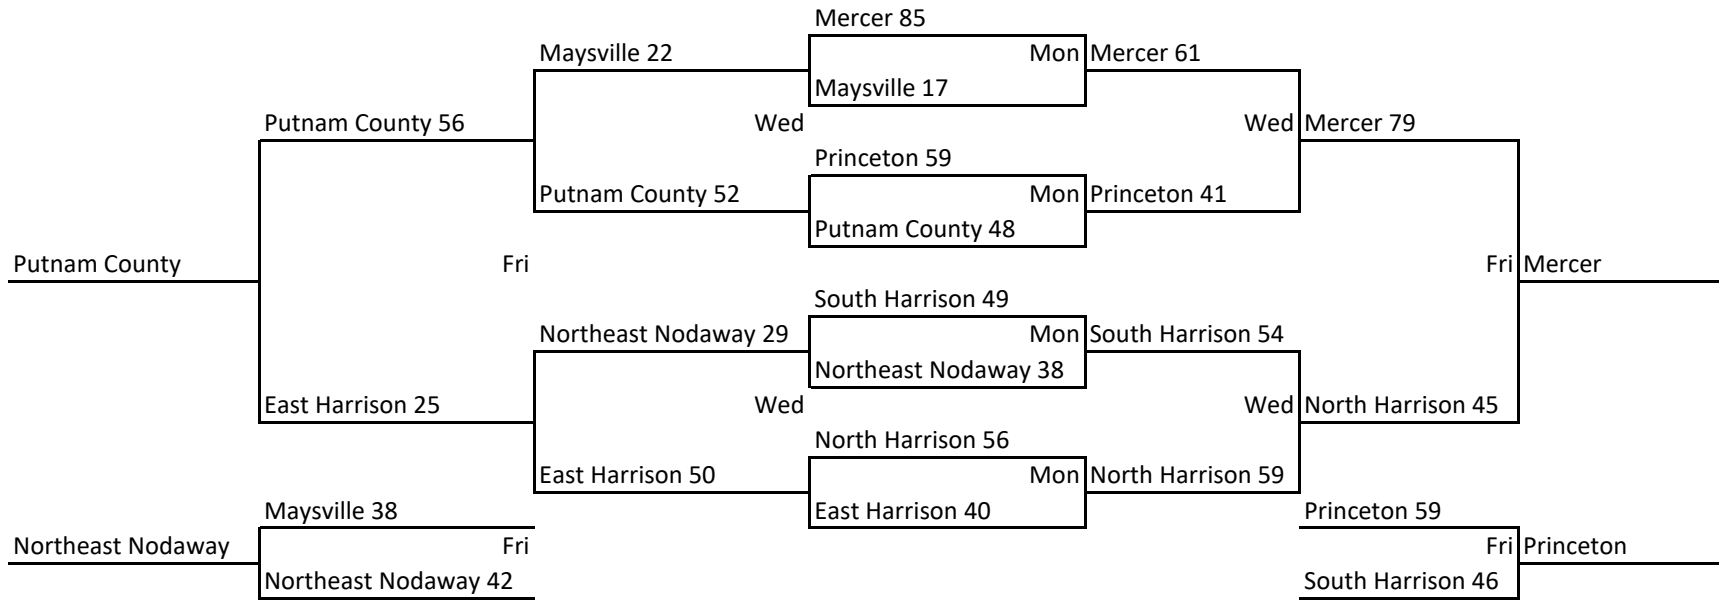 Mercer 85
Maysville 22 Mon Mercer 61
Maysville 17
Putnam County 56 Wed Wed Mercer 79
Princeton 59
Putnam County 52 Mon Princeton 41
Putnam County 48
Putnam County Fri Fri Mercer
South Harrison 49
Northeast Nodaway 29 Mon South Harrison 54
Northeast Nodaway 38
East Harrison 25 Wed Wed North Harrison 45
North Harrison 56
East Harrison 50 Mon North Harrison 59
Maysville 38 East Harrison 40 Princeton 59
Northeast Nodaway Fri Fri Princeton
Northeast Nodaway 42 South Harrison 46